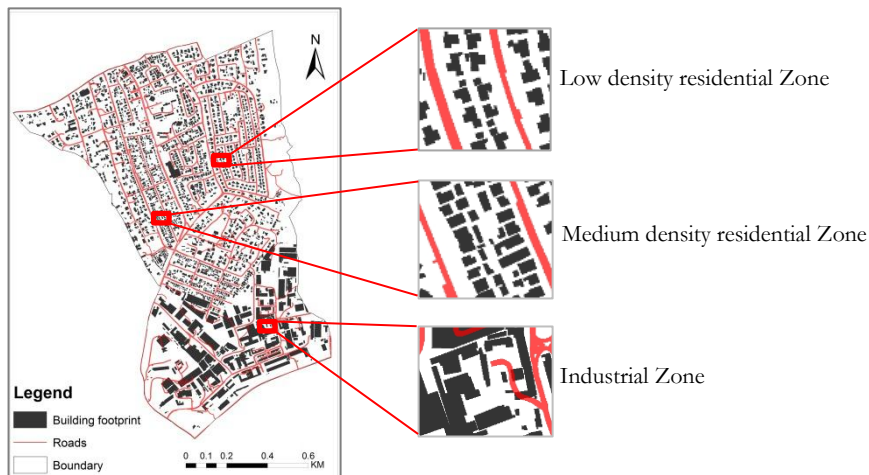 N
Low density residential Zone
Medium density residential Zone
Industrial Zone
Legend
Building footprint
Roads
Boundary
0 0.1 0.2 0.4 0.6
KM